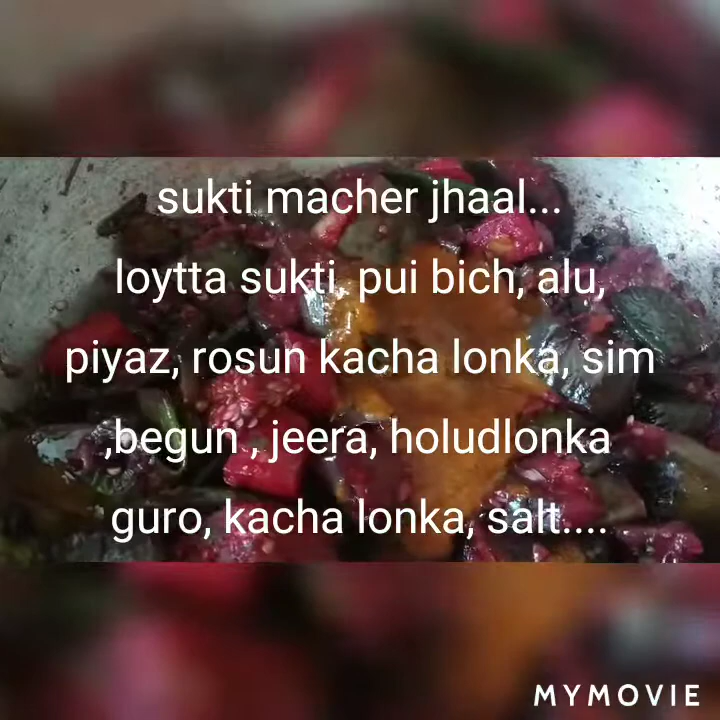 sukti macher jhaal...
loytta sukti, pui bich, alu,
piyaz, rosun kacha lonka, sim
,begun , jeera, holudlonka
guro, kacha lonka, salt....
MYMOVIE